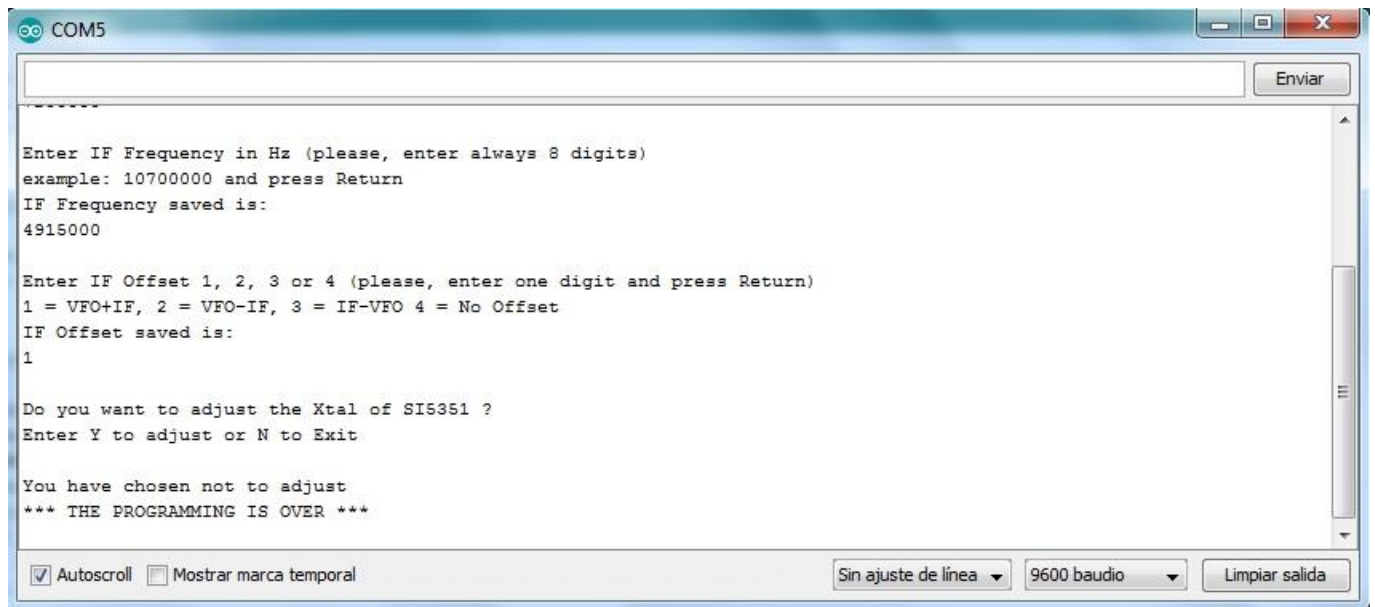 COM5
Enviar
Enter IF Frequency in Hz (please, enter always 8 digits)
example: 10700000 and press Return
IF Frequency saved is:
4915000
Enter IF Offset 1, 2, 3 or 4 (please, enter one digit and press Return)
1 = VFO+IF, 2 = VFO-IF, 3 = IF-VFO 4 = No Offset
IF Offset saved is:
1
Do you want to adjust the Xtal of SI5351 ?
Enter Y to adjust or N to Exit
You have chosen not to adjust
*** THE PROGRAMMING IS OVER ***
Autoscroll Mostrar marca temporal Sin ajuste de línea 9600 baudio Limpiar salida